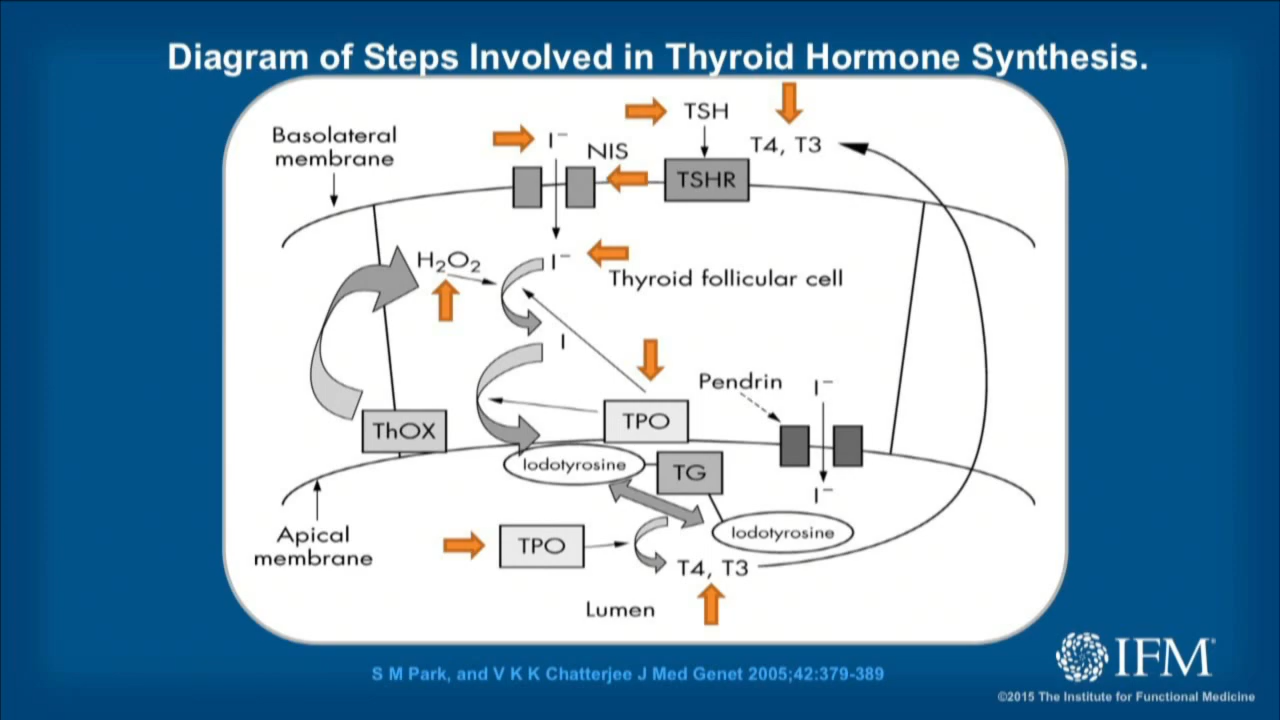 Diagram of Steps Involved in Thyroid Hormone Synthesis.
Basolateral
membrane
I⁻
NIS
TSH
T4, T3
TSHR
H₂O₂
I⁻
Thyroid follicular cell
I
Pendrin
I⁻
ThOX
TPO
Iodotyrosine
TG
I⁻
Apical
membrane
TPO
Iodotyrosine
T4, T3
Lumen
S M Park, and V K K Chatterjee J Med Genet 2005;42:379-389
IFM
©2015 The Institute for Functional Medicine